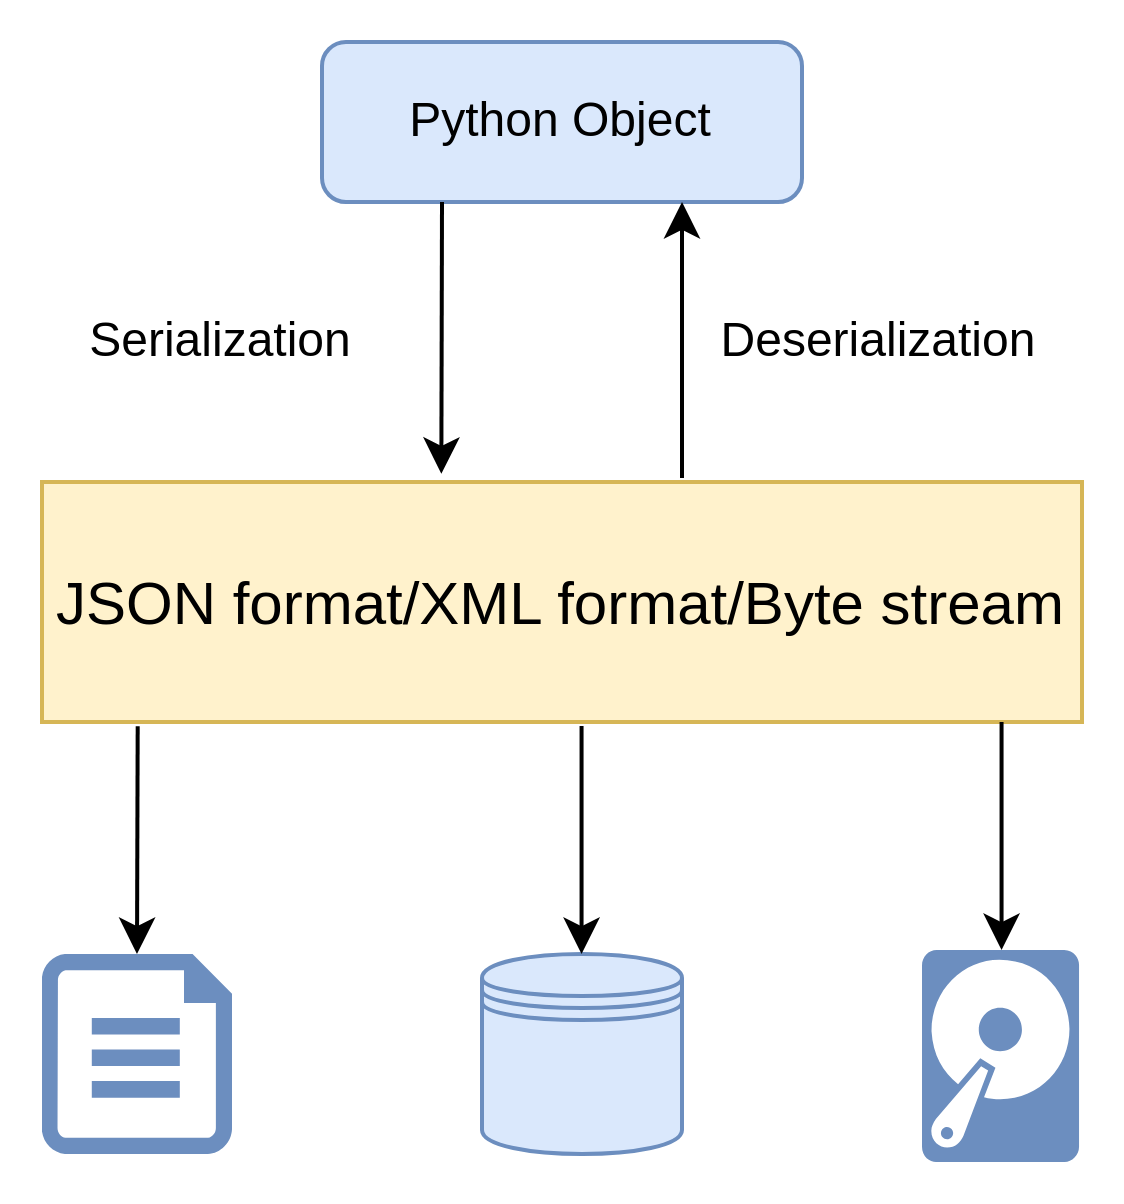 Python Object
Serialization
Deserialization
JSON format/XML format/Byte stream